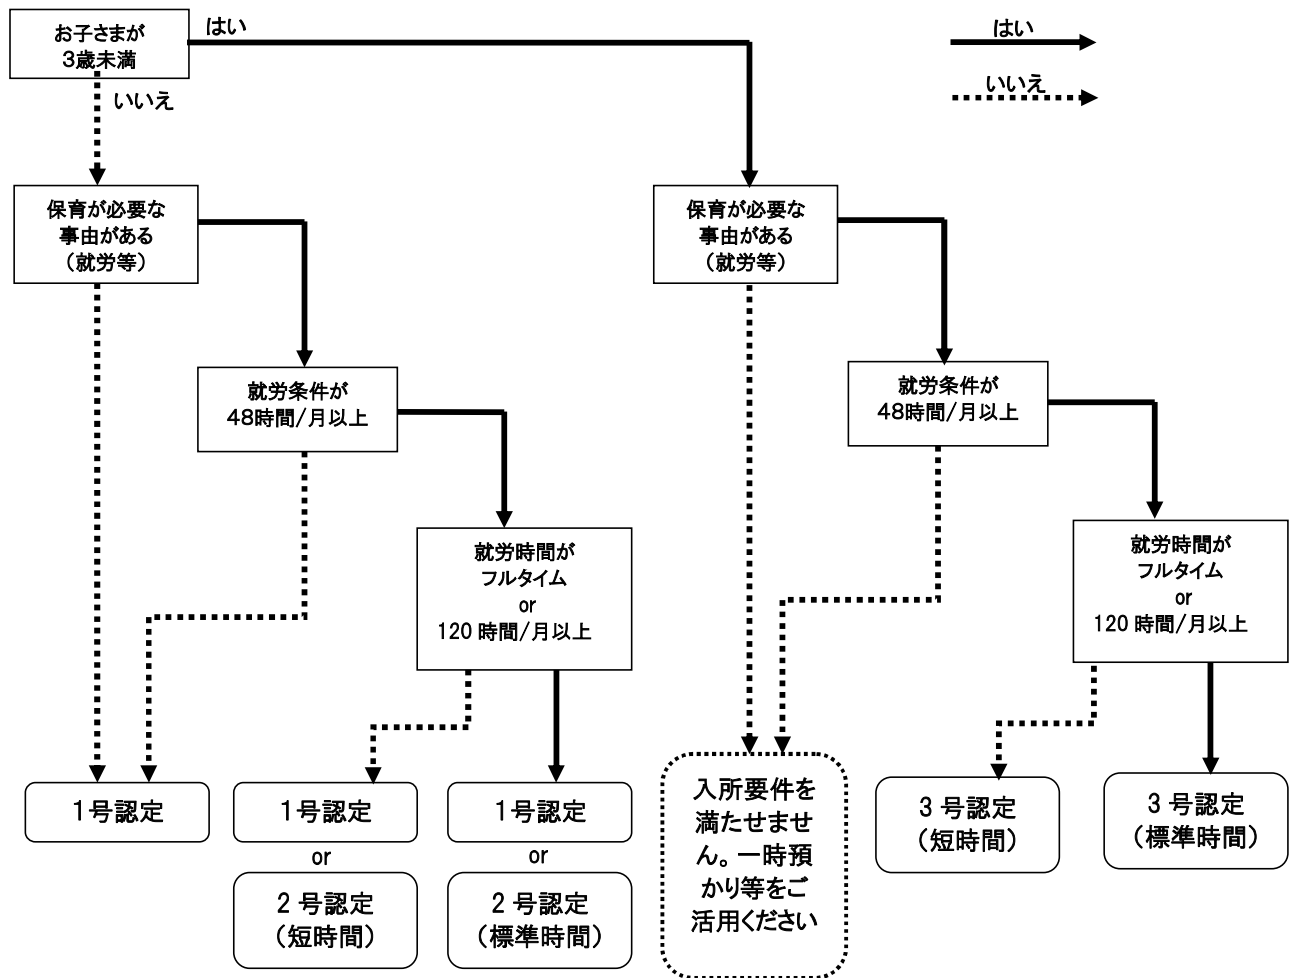 お子さまが
3歳未満
はい
いいえ
はい
いいえ
保育が必要な
事由がある
（就労等）
保育が必要な
事由がある
（就労等）
就労条件が
48時間/月以上
就労条件が
48時間/月以上
就労時間が
フルタイム
or
120 時間/月以上
就労時間が
フルタイム
or
120 時間/月以上
1号認定
1号認定
or
2 号認定
（短時間）
1号認定
or
2 号認定
（標準時間）
入所要件を
満たせませ
ん。一時預
かり等をご
活用ください
3 号認定
（短時間）
3 号認定
（標準時間）